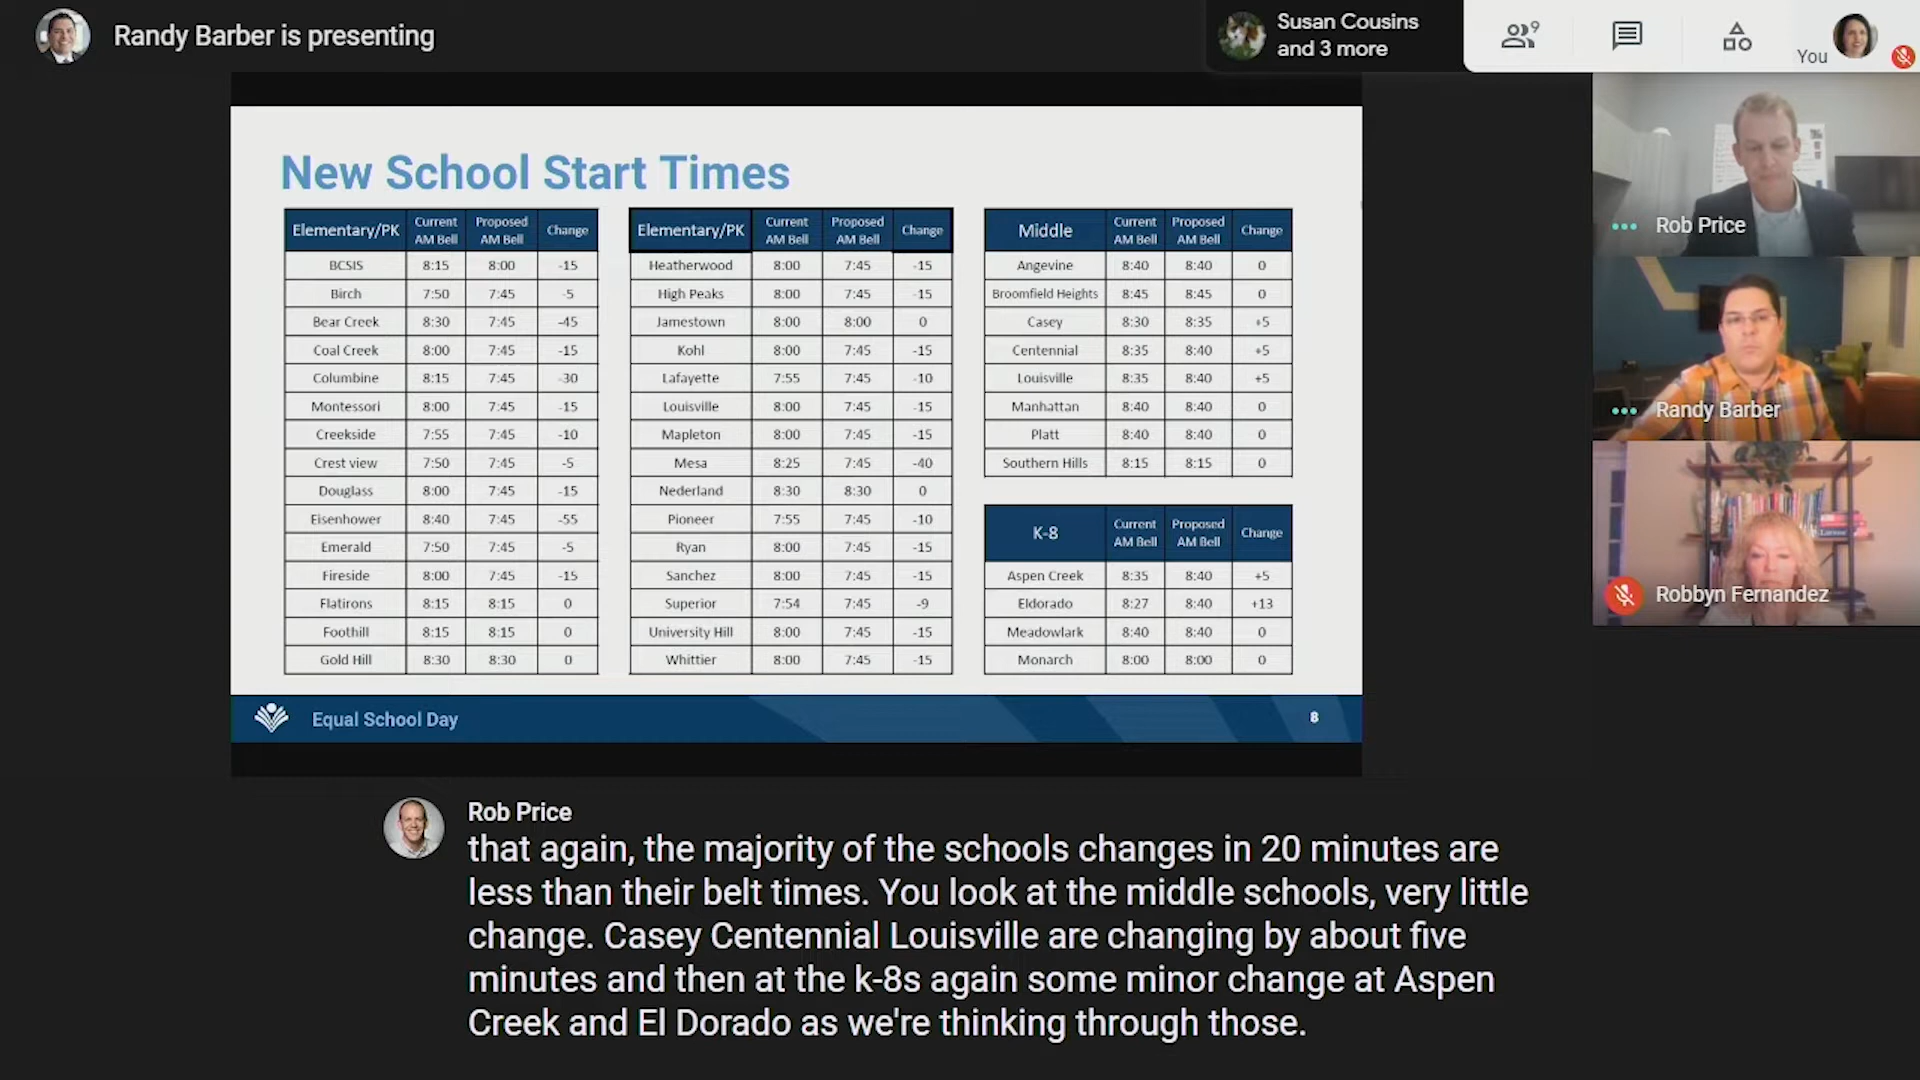 Randy Barber is presenting
Susan Cousins
and 3 more
9
You
New School Start Times
Elementary/PK Current AM Bell Proposed AM Bell Change
BCSIS 8:15 8:00 -15
Birch 7:50 7:45 -5
Bear Creek 8:30 7:45 -45
Coal Creek 8:00 7:45 -15
Columbine 8:15 7:45 -30
Montessori 8:00 7:45 -15
Creekside 7:55 7:45 -10
Crest view 7:50 7:45 -5
Douglass 8:00 7:45 -15
Eisenhower 8:40 7:45 -55
Emerald 7:50 7:45 -5
Fireside 8:00 7:45 -15
Flatirons 8:15 8:15 0
Foothill 8:15 8:15 0
Gold Hill 8:30 8:30 0
Elementary/PK Current AM Bell Proposed AM Bell Change
Heatherwood 8:00 7:45 -15
High Peaks 8:00 7:45 -15
Jamestown 8:00 8:00 0
Kohl 8:00 7:45 -15
Lafayette 7:55 7:45 -10
Louisville 8:00 7:45 -15
Mapleton 8:00 7:45 -15
Mesa 8:25 7:45 -40
Nederland 8:30 8:30 0
Pioneer 7:55 7:45 -10
Ryan 8:00 7:45 -15
Sanchez 8:00 7:45 -15
Superior 7:54 7:45 -9
University Hill 8:00 7:45 -15
Whittier 8:00 7:45 -15
Middle Current AM Bell Proposed AM Bell Change
Angevine 8:40 8:40 0
Broomfield Heights 8:45 8:45 0
Casey 8:30 8:35 +5
Centennial 8:35 8:40 +5
Louisville 8:35 8:40 +5
Manhattan 8:40 8:40 0
Platt 8:40 8:40 0
Southern Hills 8:15 8:15 0
K-8 Current AM Bell Proposed AM Bell Change
Aspen Creek 8:35 8:40 +5
Eldorado 8:27 8:40 +13
Meadowlark 8:40 8:40 0
Monarch 8:00 8:00 0
Equal School Day
8
Rob Price
Randy Barber
Robbyn Fernandez
Rob Price
that again, the majority of the schools changes in 20 minutes are
less than their belt times. You look at the middle schools, very little
change. Casey Centennial Louisville are changing by about five
minutes and then at the k-8s again some minor change at Aspen
Creek and El Dorado as we're thinking through those.